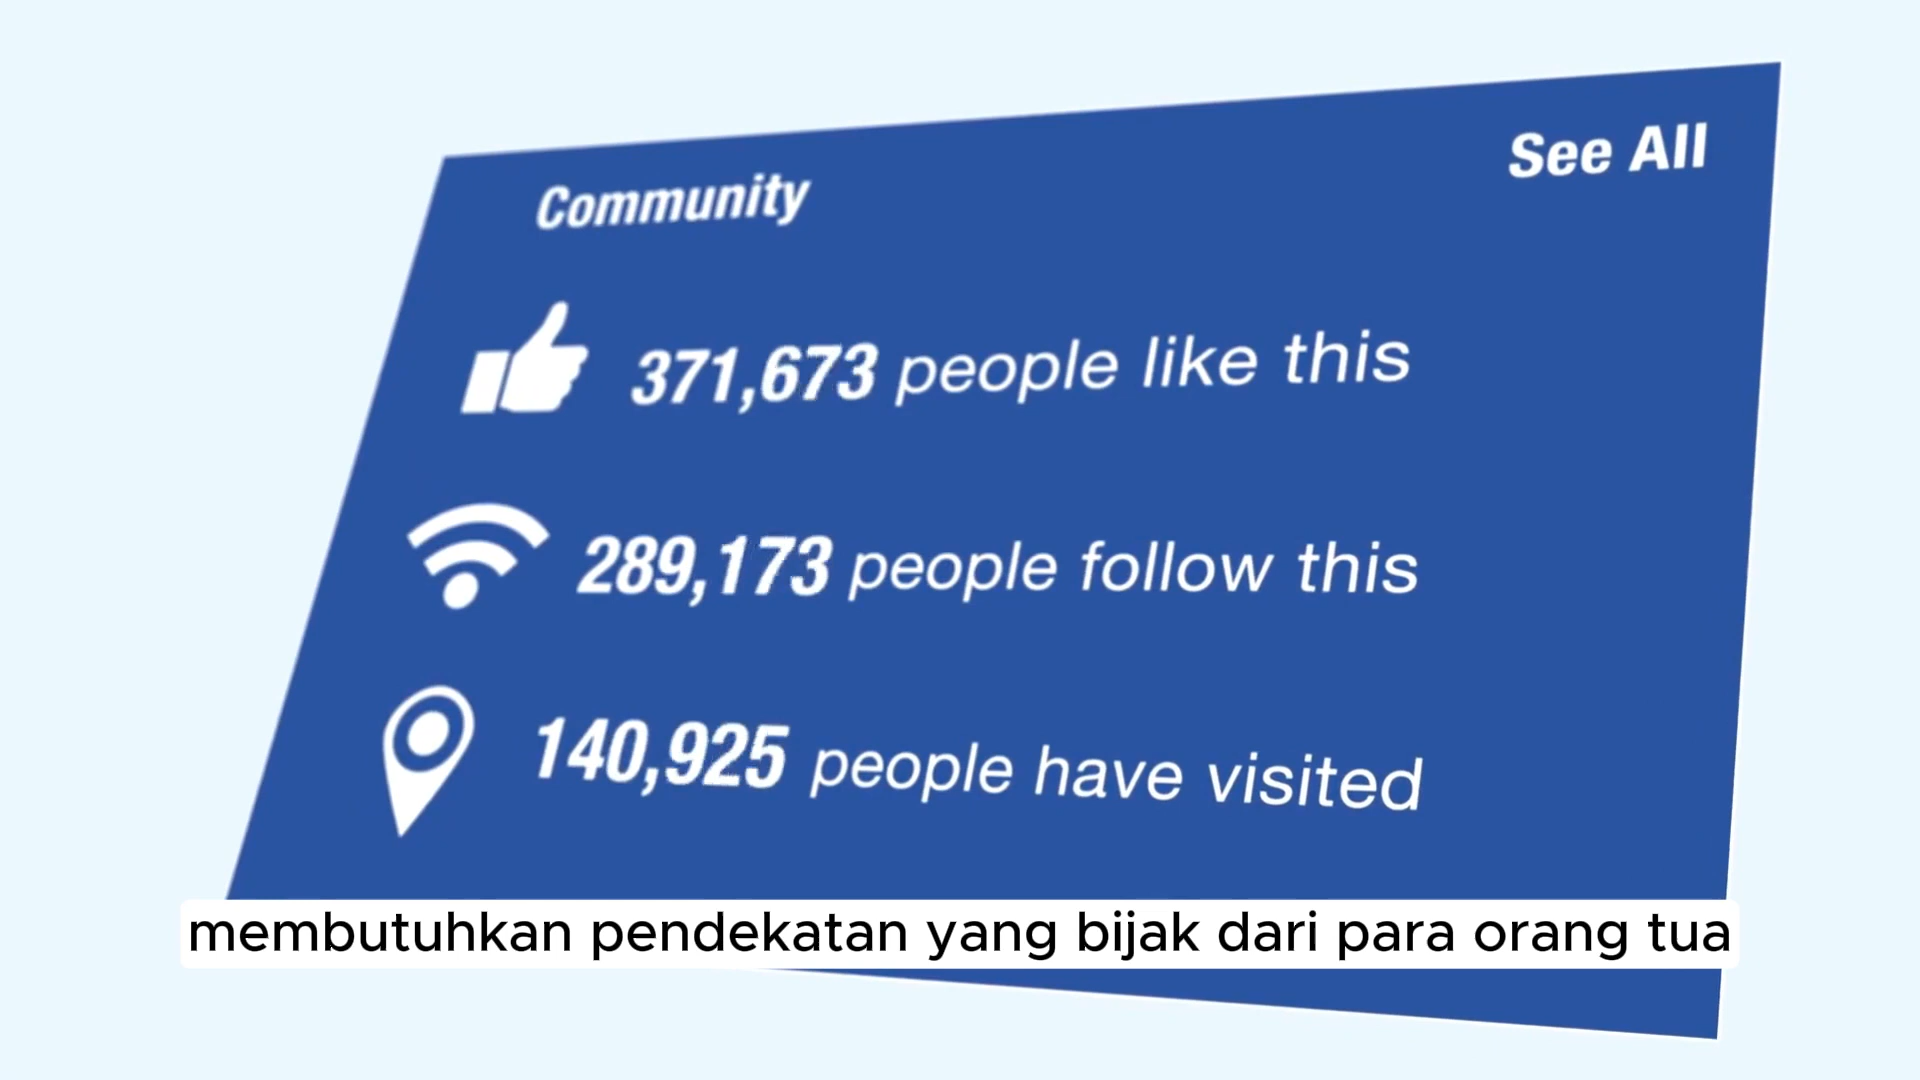 Community
See All
371,673 people like this
289,173 people follow this
140,925 people have visited
membutuhkan pendekatan yang bijak dari para orang tua